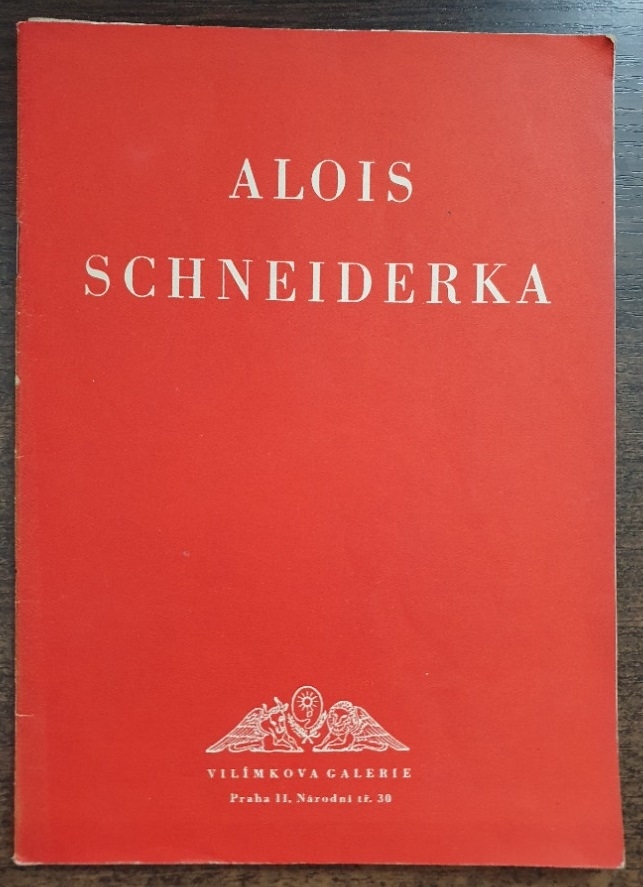 ALOIS
SCHNEIDERKA
VILÍMKOVA GALERIE
Praha II, Národní tř. 30